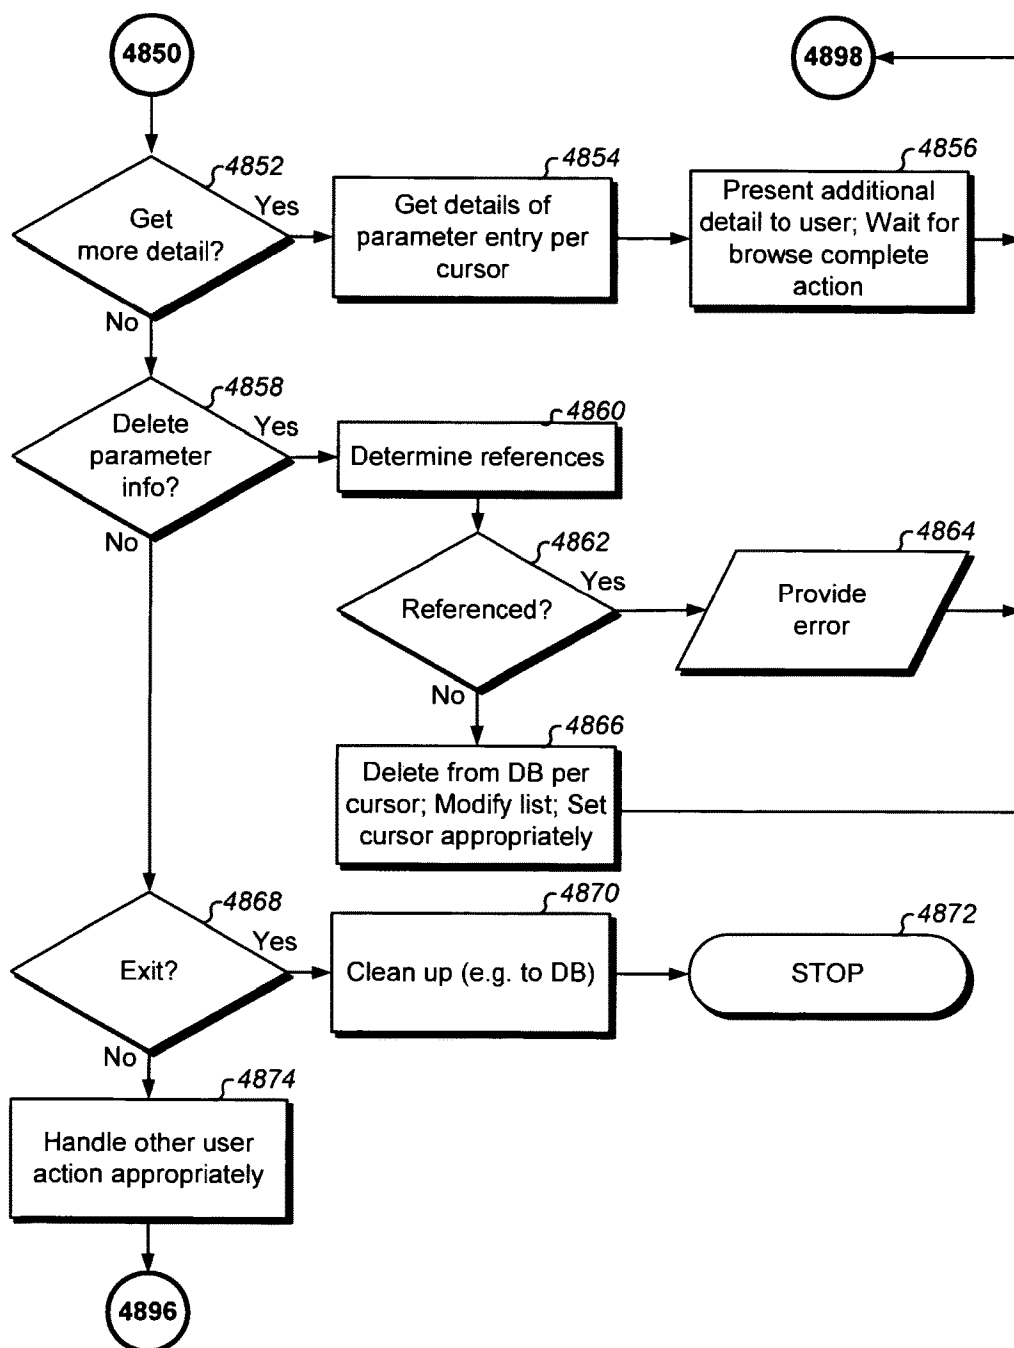 4850
4898
4852
4854
4856
Get
more detail?
Yes
No
Get details of
parameter entry per
cursor
Present additional
detail to user; Wait for
browse complete
action
4858
4860
Delete
parameter
info?
Yes
No
Determine references
4862
4864
Referenced?
Yes
No
Provide
error
4866
Delete from DB per
cursor; Modify list; Set
cursor appropriately
4868
4870
4872
Exit?
Yes
No
Clean up (e.g. to DB)
STOP
4874
Handle other user
action appropriately
4896